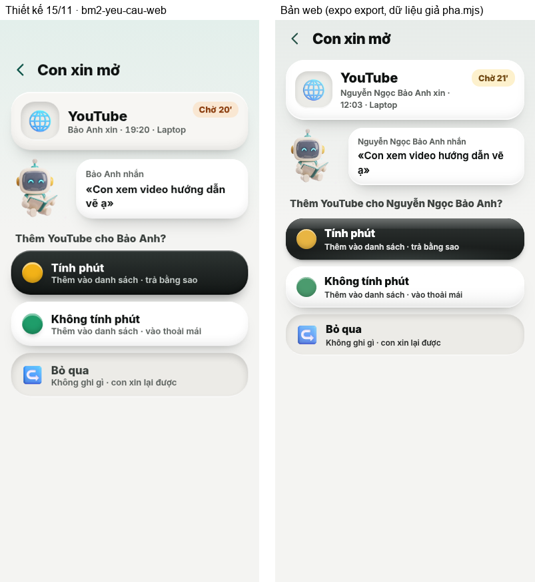 Thiết kế 15/11 · bm2-yeu-cau-web
Con xin mở
YouTube
Chờ 20'
Bảo Anh xin · 19:20 · Laptop
Bảo Anh nhắn
«Con xem video hướng dẫn
vẽ ạ»
Thêm YouTube cho Bảo Anh?
Tính phút
Thêm vào danh sách · trả bằng sao
Không tính phút
Thêm vào danh sách · vào thoải mái
Bỏ qua
Không ghi gì · con xin lại được
Bản web (expo export, dữ liệu giả pha.mjs)
Con xin mở
YouTube
Chờ 21'
Nguyễn Ngọc Bảo Anh xin ·
12:03 · Laptop
Nguyễn Ngọc Bảo Anh nhắn
«Con xem video hướng dẫn vẽ
ạ»
Thêm YouTube cho Nguyễn Ngọc Bảo Anh?
Tính phút
Thêm vào danh sách · trả bằng sao
Không tính phút
Thêm vào danh sách · vào thoải mái
Bỏ qua
Không ghi gì · con xin lại được